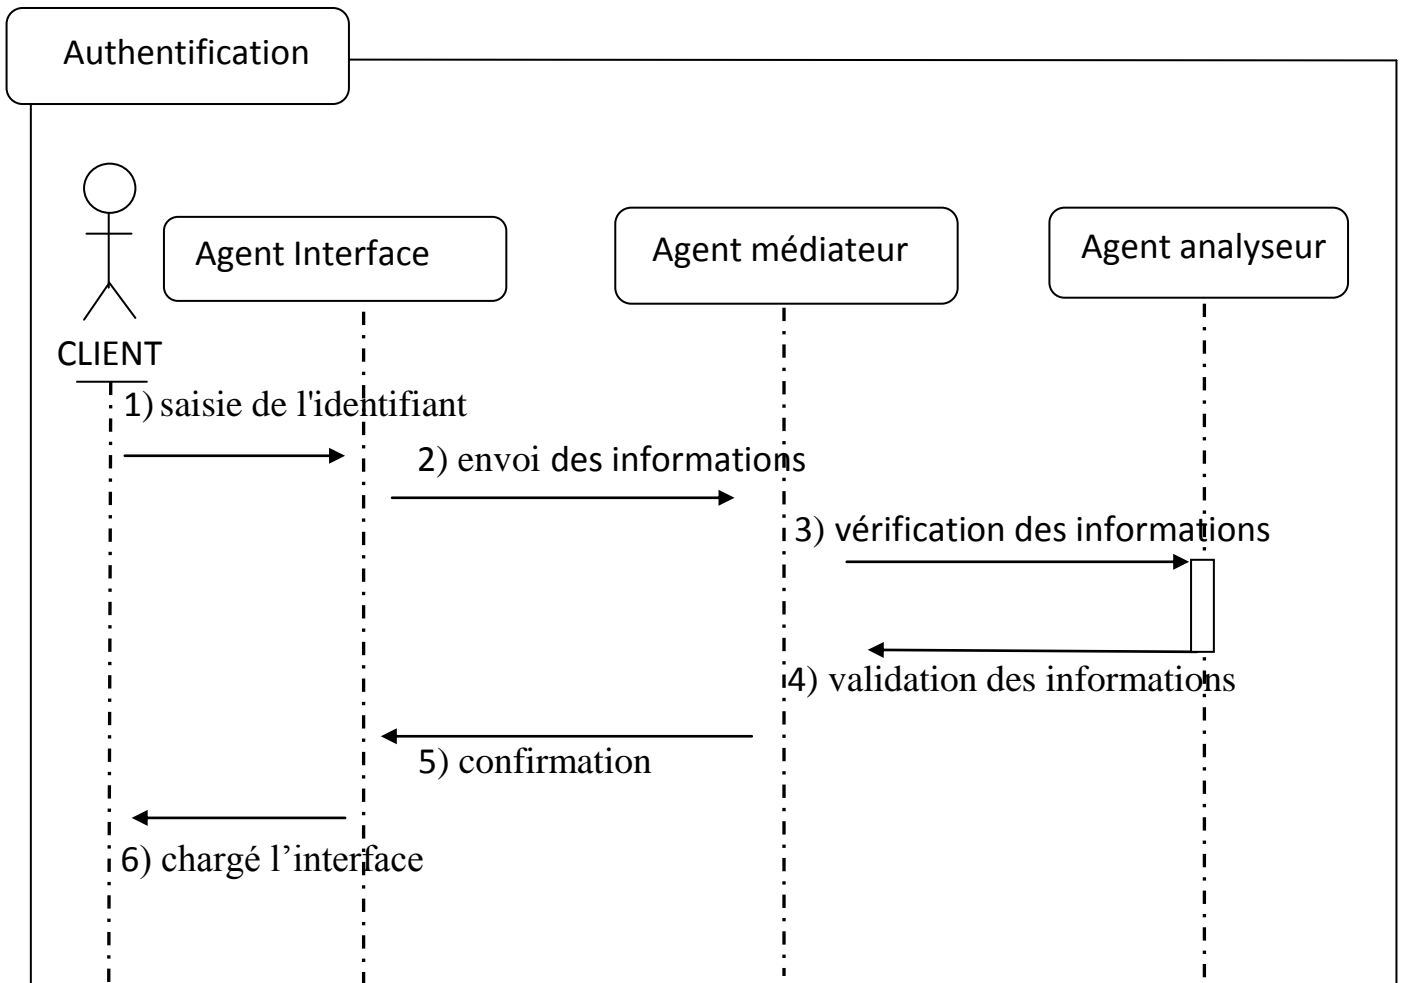 Authentification
Agent Interface
Agent médiateur
Agent analyseur
CLIENT
1) saisie de l'identifiant
2) envoi des informations
3) vérification des informations
4) validation des informations
5) confirmation
6) chargé l’interface